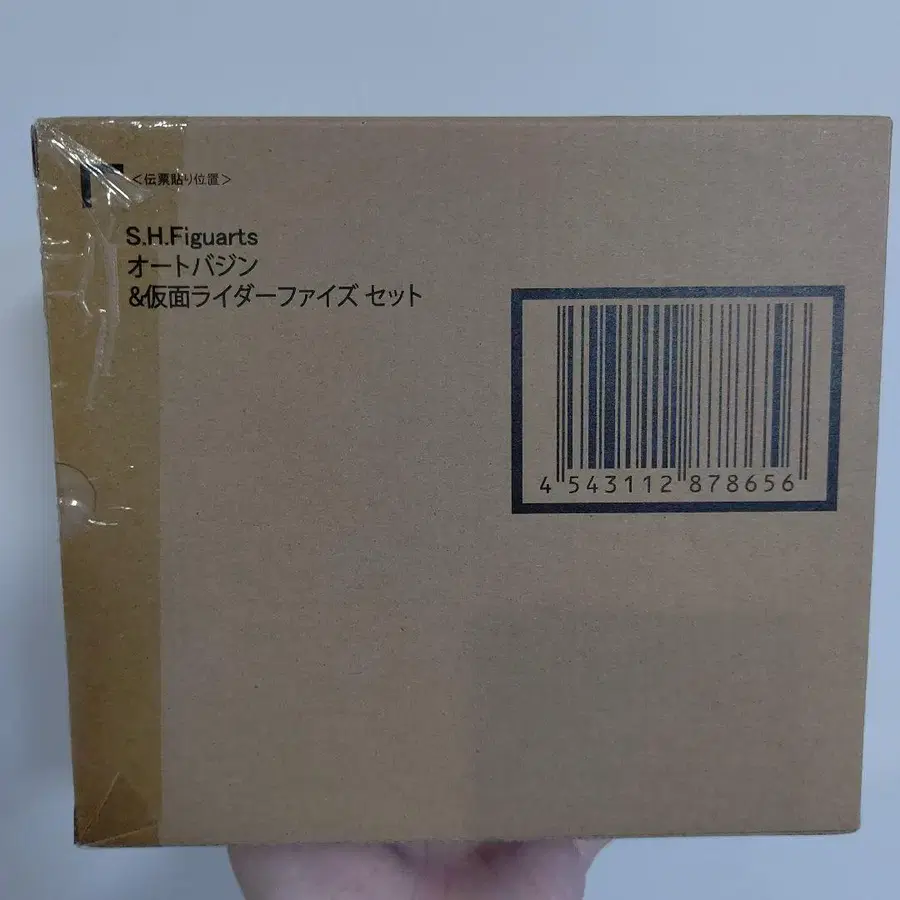 ＜伝票貼り位置＞
S.H.Figuarts
オートバジン
&仮面ライダーファイズ セット
4 543112 878656